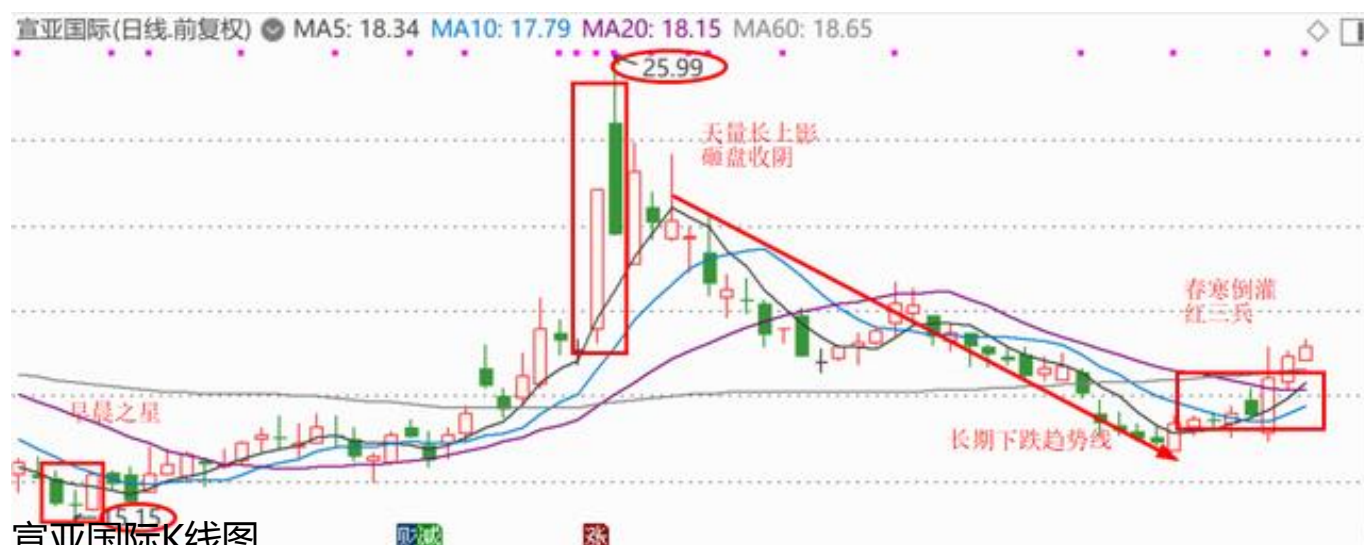 宣亚国际(日线.前复权) MA5: 18.34 MA10: 17.79 MA20: 18.15 MA60: 18.65
25.99
天量长上影
砸盘收阴
春寒倒灌
红三兵
早晨之星
长期下跌趋势线
15.15
宣亚国际K线图
减
涨